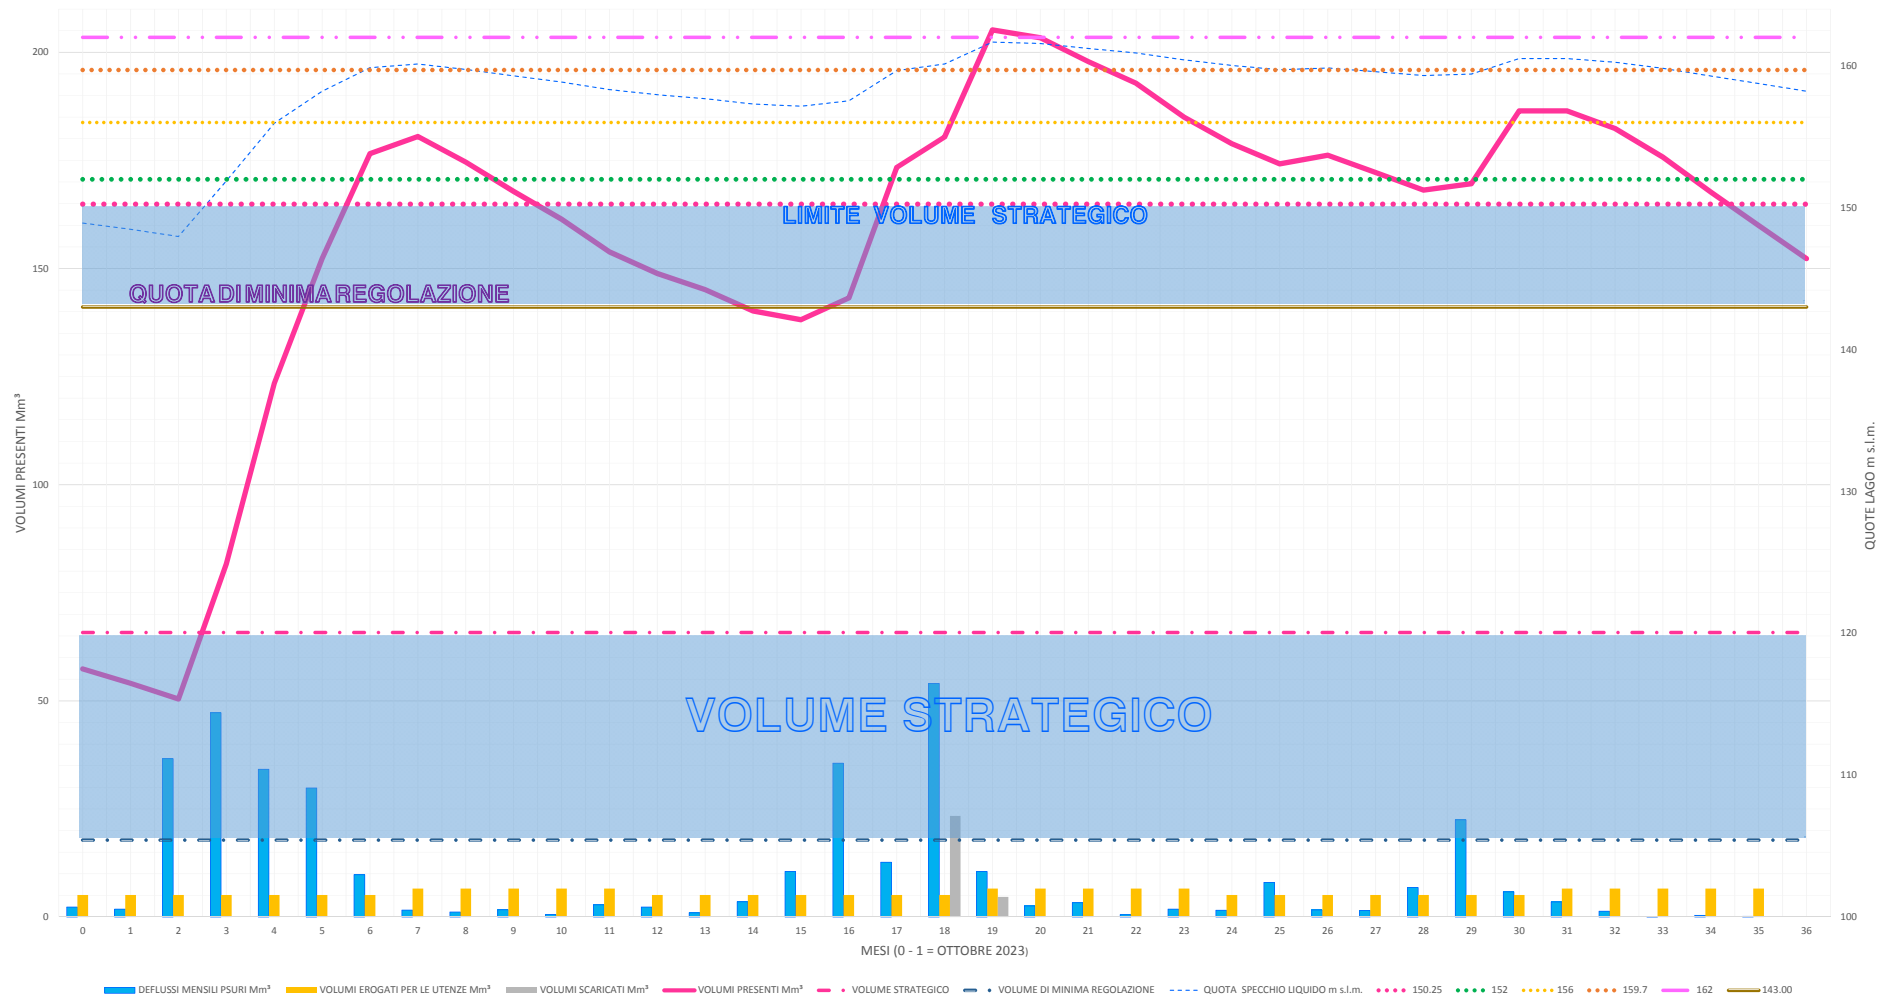 VOLUMI PRESENTI Mm³
200
150
100
50
0
LIMITE VOLUME STRATEGICO
QUOTA DI MINIMA REGOLAZIONE
VOLUME STRATEGICO
160
150
140
130
120
110
100
QUOTE LAGO m s.l.m.
0 1 2 3 4 5 6 7 8 9 10 11 12 13 14 15 16 17 18 19 20 21 22 23 24 25 26 27 28 29 30 31 32 33 34 35 36
MESI (0 - 1 = OTTOBRE 2023)
DEFLUSSI MENSILI PSURI Mm³ VOLUMI EROGATI PER LE UTENZE Mm³ VOLUMI SCARICATI Mm³ VOLUMI PRESENTI Mm³ VOLUME STRATEGICO VOLUME DI MINIMA REGOLAZIONE QUOTA SPECCHIO LIQUIDO m s.l.m. 150.25 152 156 159.7 162 143.00